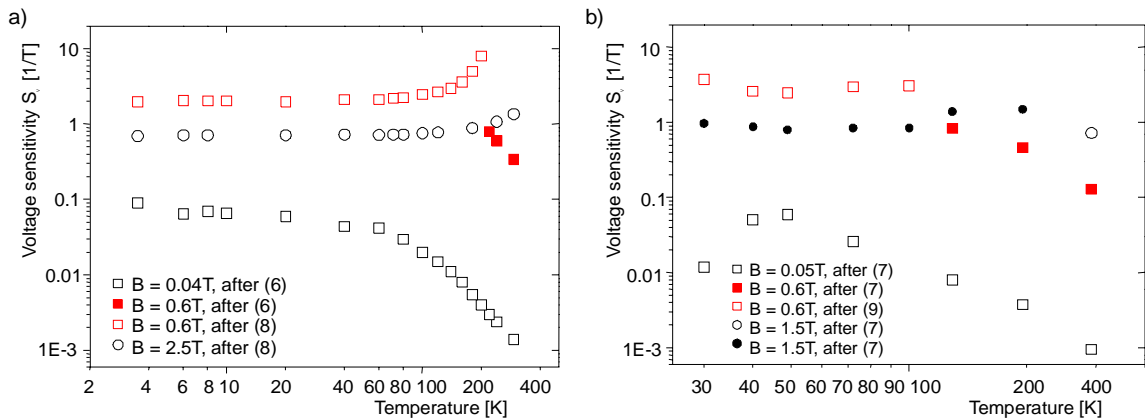 a)
Voltage sensitivity Sᵥ [1/T]
10
1
0.1
0.01
1E-3
B = 0.04T, after (6)
B = 0.6T, after (6)
B = 0.6T, after (8)
B = 2.5T, after (8)
2 4 6 8 10 20 40 60 80 100 200 400
Temperature [K]
b)
Voltage sensitivity Sᵥ [1/T]
10
1
0.1
0.01
1E-3
B = 0.05T, after (7)
B = 0.6T, after (7)
B = 0.6T, after (9)
B = 1.5T, after (7)
B = 1.5T, after (7)
30 40 50 60 70 80 90 100 200 400
Temperature [K]